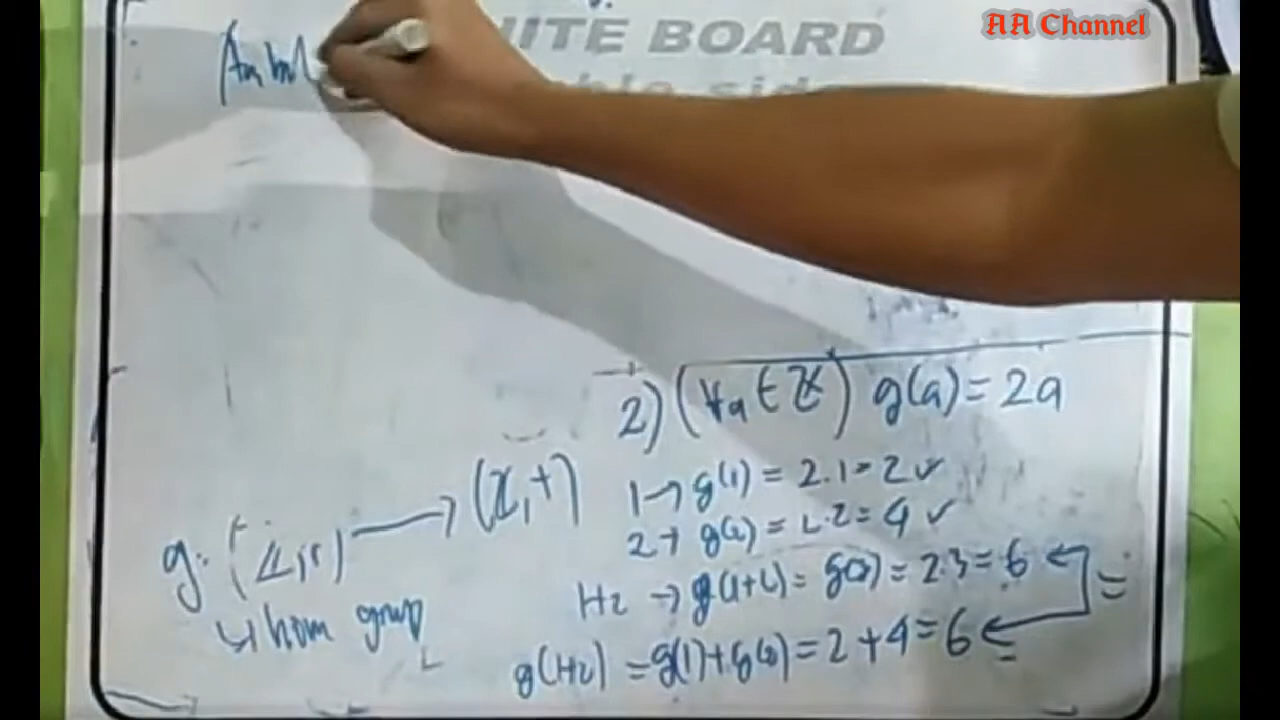 AA Channel
WHITE BOARD
Ambil
2) (∀a ∈ ℤ) g(a) = 2a
1 → g(1) = 2.1 = 2 ✓
2 → g(2) = 2.2 = 4 ✓
1+2 → g(1+2) = g(3) = 2.3 = 6
g(1+2) = g(1)+g(2) = 2+4 = 6
g: (ℤ,+) → (ℤ,+)
↳ hom grup